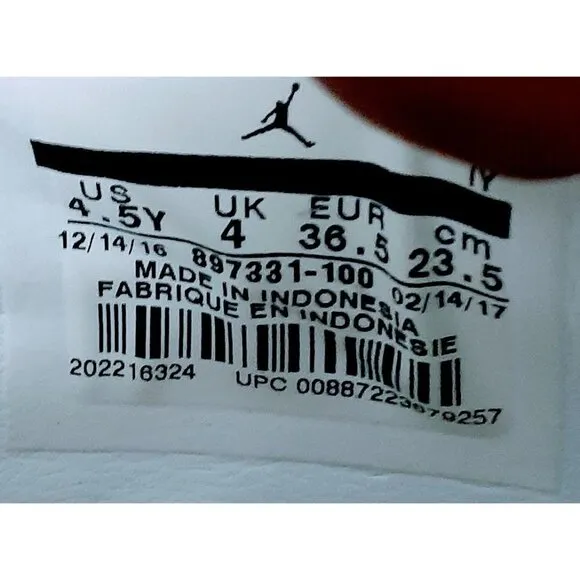 US UK EUR cm
4.5Y 4 36.5 23.5
12/14/16 897331-100 02/14/17
MADE IN INDONESIA
FABRIQUE EN INDONESIE
202216324 UPC 00887223979257